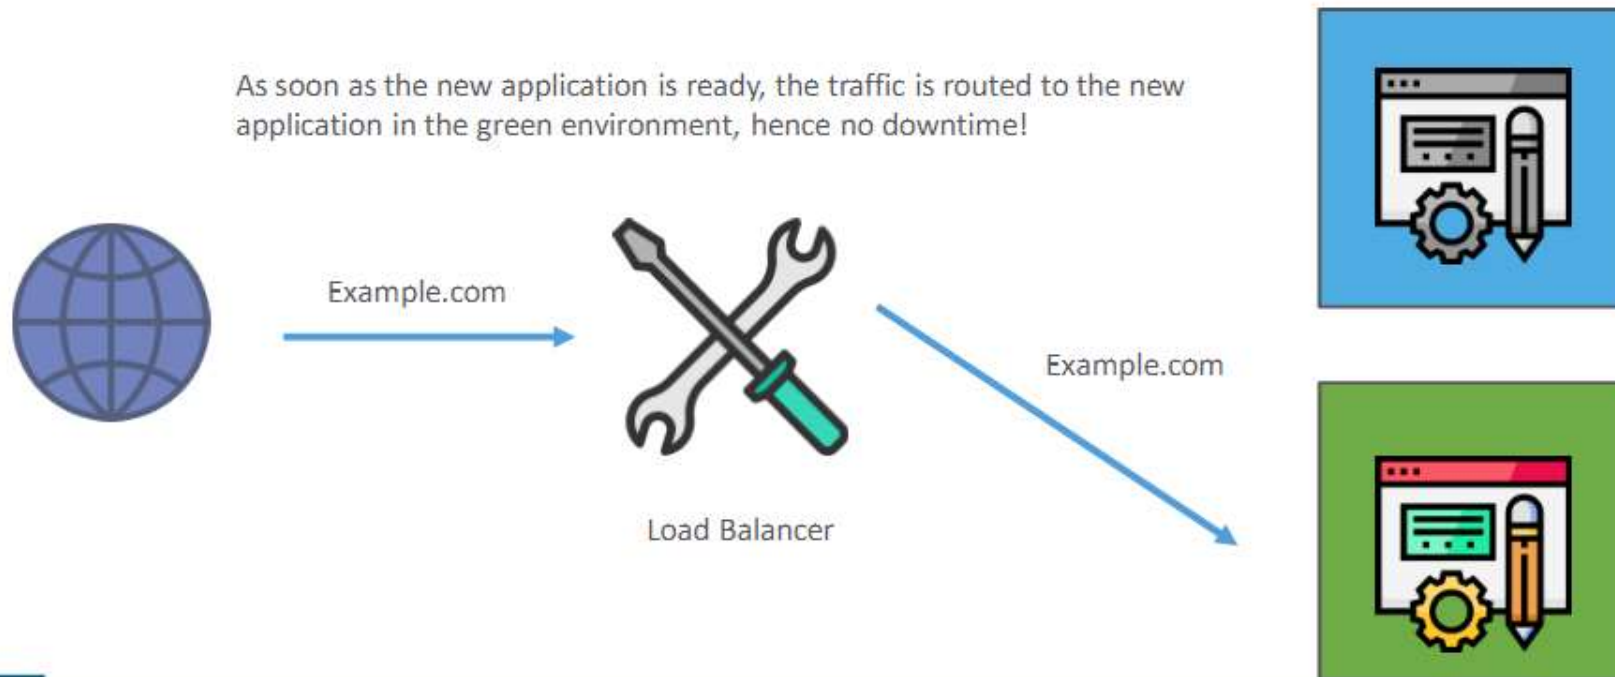 As soon as the new application is ready, the traffic is routed to the new
application in the green environment, hence no downtime!
Example.com
Example.com
Load Balancer